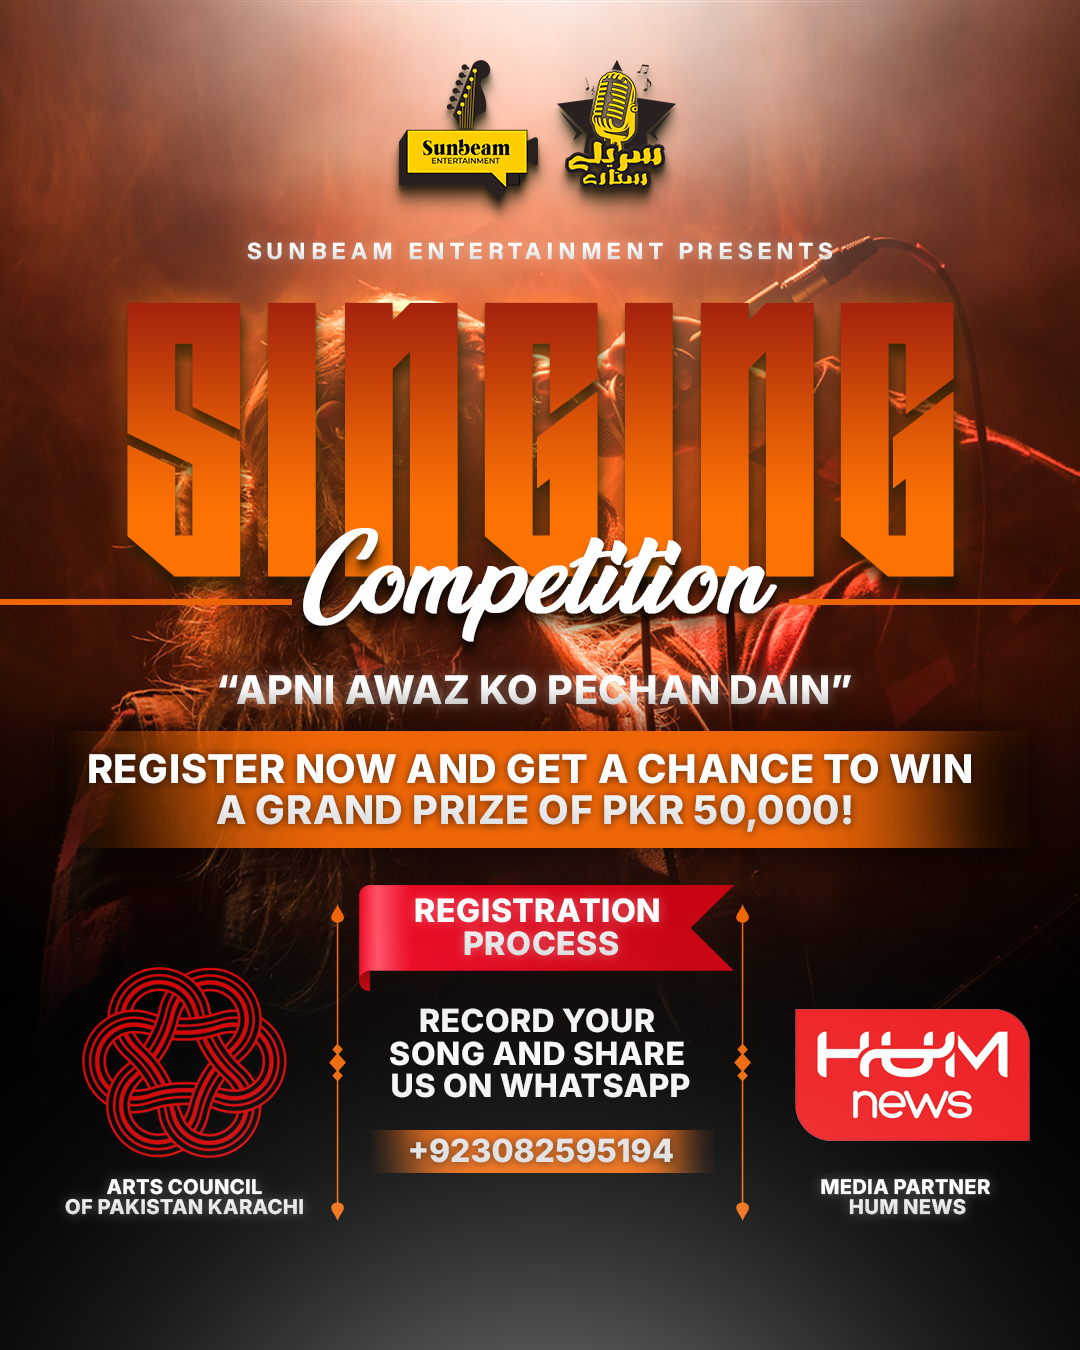 Sunbeam
ENTERTAINMENT
سریلے
ستارے
SUNBEAM ENTERTAINMENT PRESENTS
SINGING
Competition
“APNI AWAZ KO PECHAN DAIN”
REGISTER NOW AND GET A CHANCE TO WIN
A GRAND PRIZE OF PKR 50,000!
REGISTRATION
PROCESS
RECORD YOUR
SONG AND SHARE
US ON WHATSAPP
+923082595194
ARTS COUNCIL
OF PAKISTAN KARACHI
HUM
news
MEDIA PARTNER
HUM NEWS